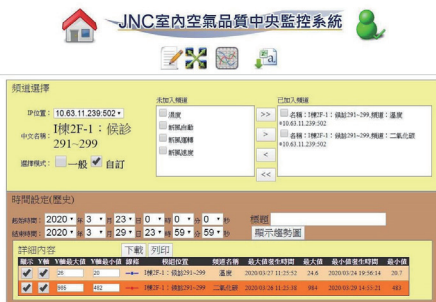 JNC室內空氣品質中央監控系統
頻道選擇
IP位置： 10.63.11.239:502
中文名稱： I棟2F-1：候診291~299
選擇模式： 一般 自訂
未加入頻道
濕度
新風自動
新風運轉
新風速度
>>
>
<
<<
已加入頻道
名稱：I棟2F-1：候診291~299,頻道：溫度
*10.63.11.239:502
名稱：I棟2F-1：候診291~299,頻道：二氧化碳
*10.63.11.239:502
時間設定(歷史)
起始時間： 2020 年 3 月 23 日 0 時 0 分 0 秒
標題
結束時間： 2020 年 3 月 29 日 23 時 59 分 59 秒
顯示趨勢圖
詳細內容 下載 列印
顯示 Y軸 Y軸最大值 Y軸最小值 線條 模組位置 頻道名稱 最大值發生時間 最大值 最小值發生時間 最小值
26 20 I棟2F-1：候診291~299 溫度 2020/03/27 11:25:32 24.6 2020/03/24 19:56:14 20.7
986 482 I棟2F-1：候診291~299 二氧化碳 2020/03/26 11:25:38 984 2020/03/29 14:53:21 483